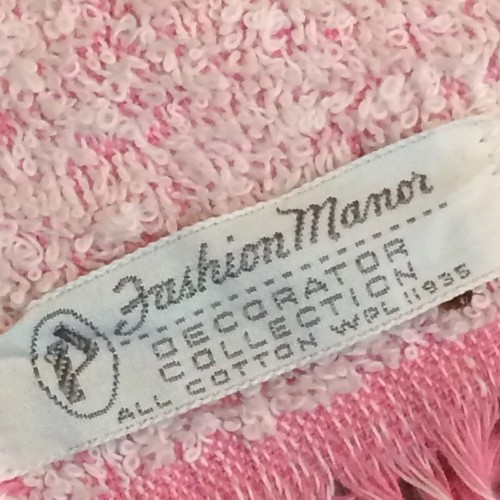 Fashion Manor
DECORATOR
COLLECTION
ALL COTTON WPL 11935
P